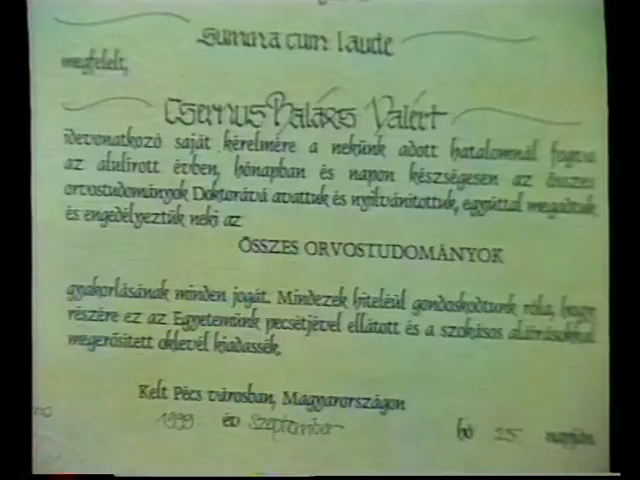 Summa cum laude
megfelelt,
Csernus Balázs Valért
idevonatkozó saját kérelmére a nekünk adott hatalomnál fogva
az alulírott évben, hónapban és napon készségesen az összes
orvostudományok Doktorává avattuk és nyilvánítottuk, egyúttal megadtuk
és engedélyeztük neki az
ÖSSZES ORVOSTUDOMÁNYOK
gyakorlásának minden jogát. Mindezek hiteléül gondoskodtunk róla, hogy
részére ez az Egyetemünk pecsétjével ellátott és a szokásos aláírásokkal
megerősített oklevél kiadassék.
Kelt Pécs városban, Magyarországon
év szeptember hó 25 napján.